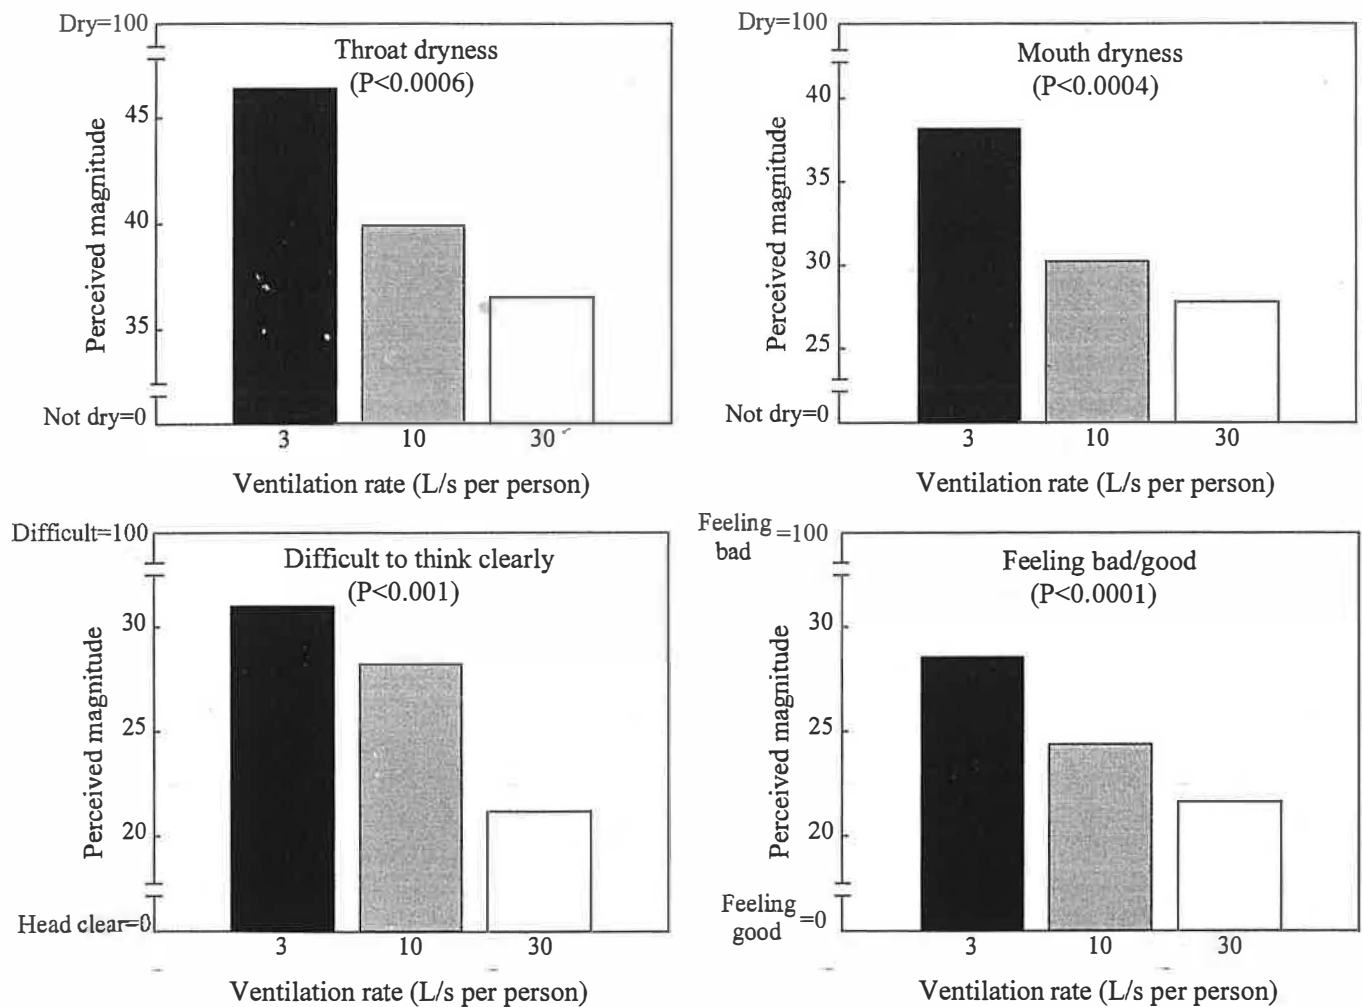 Dry=100
Throat dryness
(P<0.0006)
45
40
35
Perceived magnitude
Not dry=0
3 10 30
Ventilation rate (L/s per person)
Dry=100
Mouth dryness
(P<0.0004)
40
35
30
25
Perceived magnitude
Not dry=0
3 10 30
Ventilation rate (L/s per person)
Difficult=100
Difficult to think clearly
(P<0.001)
30
25
20
Perceived magnitude
Head clear=0
3 10 30
Ventilation rate (L/s per person)
Feeling
bad =100
Feeling bad/good
(P<0.0001)
30
25
20
Perceived magnitude
Feeling
good =0
3 10 30
Ventilation rate (L/s per person)